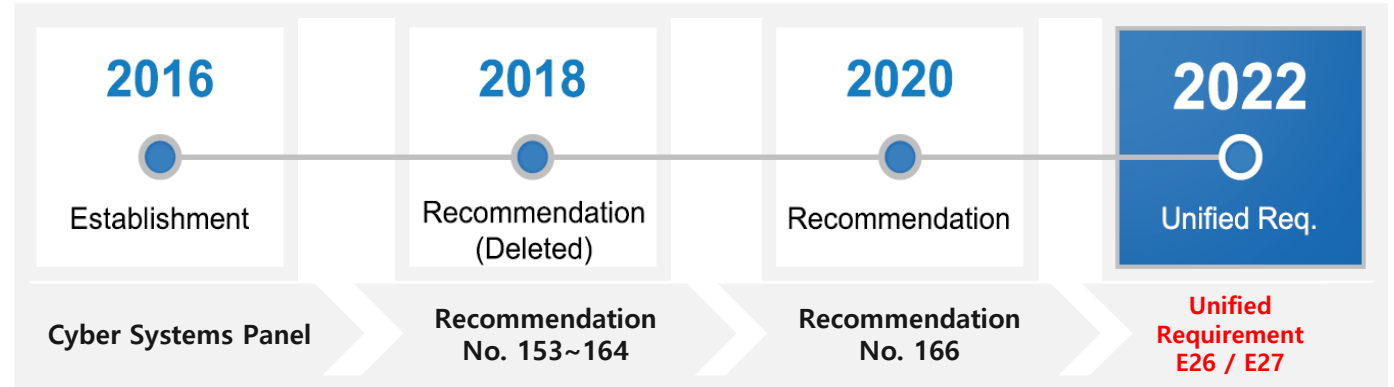 2016
2018
2020
2022
Establishment
Recommendation
(Deleted)
Recommendation
Unified Req.
Cyber Systems Panel
Recommendation
No. 153~164
Recommendation
No. 166
Unified
Requirement
E26 / E27